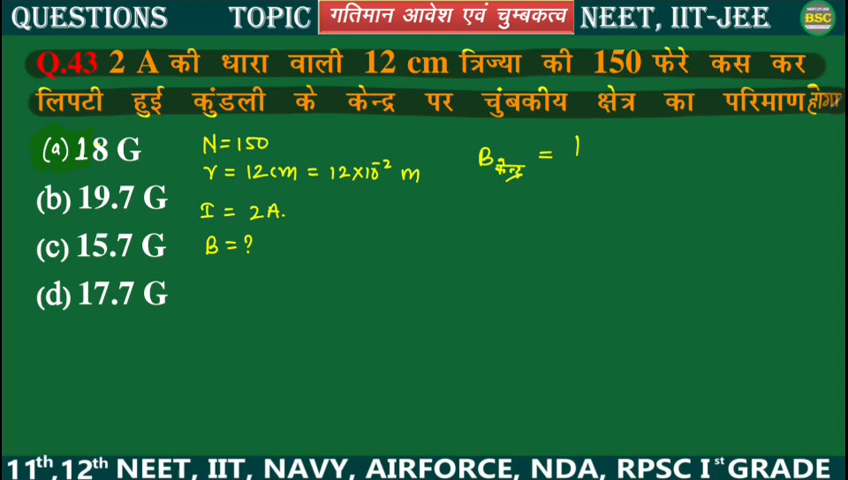 QUESTIONS TOPIC गतिमान आवेश एवं चुम्बकत्व NEET, IIT-JEE
BSC
Q.43 2 A की धारा वाली 12 cm त्रिज्या की 150 फेरे कस कर
लिपटी हुई कुंडली के केन्द्र पर चुंबकीय क्षेत्र का परिमाण होगा
(a) 18 G
(b) 19.7 G
(c) 15.7 G
(d) 17.7 G
N = 150
r = 12cm = 12×10⁻² m
I = 2A.
B = ?
B केन्द्र = 
11th,12th NEET, IIT, NAVY, AIRFORCE, NDA, RPSC Ist GRADE